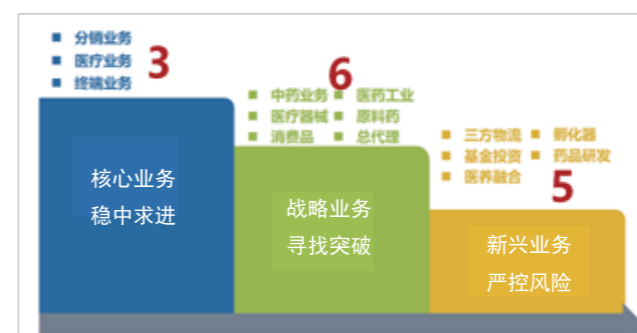 分销业务
医疗业务
终端业务
3
6
中药业务 医药工业
医疗器械 原料药
消费品 总代理
三方物流 孵化器
基金投资 药品研发
医养融合
5
核心业务
稳中求进
战略业务
寻找突破
新兴业务
严控风险